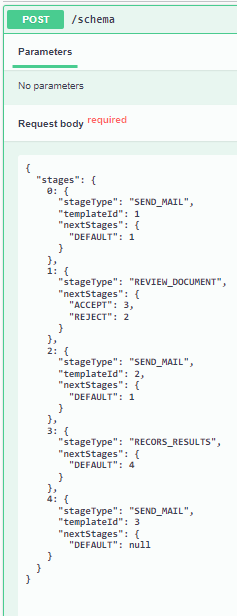 POST /schema
Parameters
No parameters
Request body required
{
  "stages": {
    0: {
      "stageType": "SEND_MAIL",
      "templateId": 1
      "nextStages": {
        "DEFAULT": 1
      }
    },
    1: {
      "stageType": "REVIEW_DOCUMENT",
      "nextStages": {
        "ACCEPT": 3,
        "REJECT": 2
      }
    },
    2: {
      "stageType": "SEND_MAIL",
      "templateId": 2,
      "nextStages": {
        "DEFAULT": 1
      }
    },
    3: {
      "stageType": "RECORS_RESULTS",
      "nextStages": {
        "DEFAULT": 4
      }
    },
    4: {
      "stageType": "SEND_MAIL",
      "templateId": 3
      "nextStages": {
        "DEFAULT": null
      }
    }
  }
}